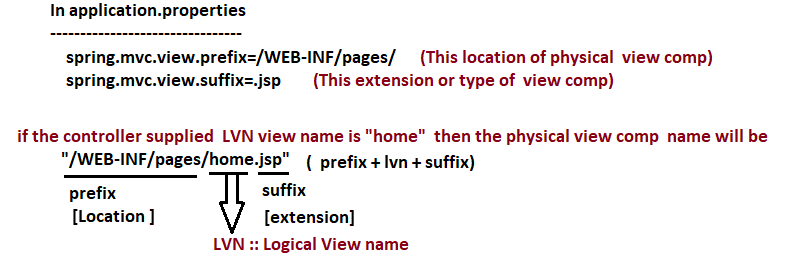 In application.properties
--------------------------------
spring.mvc.view.prefix=/WEB-INF/pages/ (This location of physical view comp)
spring.mvc.view.suffix=.jsp (This extension or type of view comp)
if the controller supplied LVN view name is "home" then the physical view comp name will be
"/WEB-INF/pages/home.jsp" ( prefix + lvn + suffix)
prefix suffix
[Location ] [extension]
LVN :: Logical View name